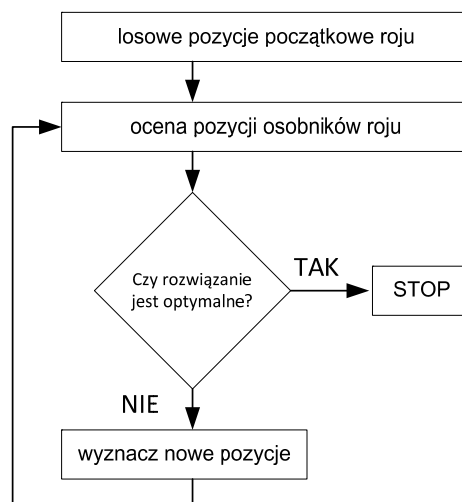 losowe pozycje początkowe roju
ocena pozycji osobników roju
Czy rozwiązanie
jest optymalne?
TAK
STOP
NIE
wyznacz nowe pozycje